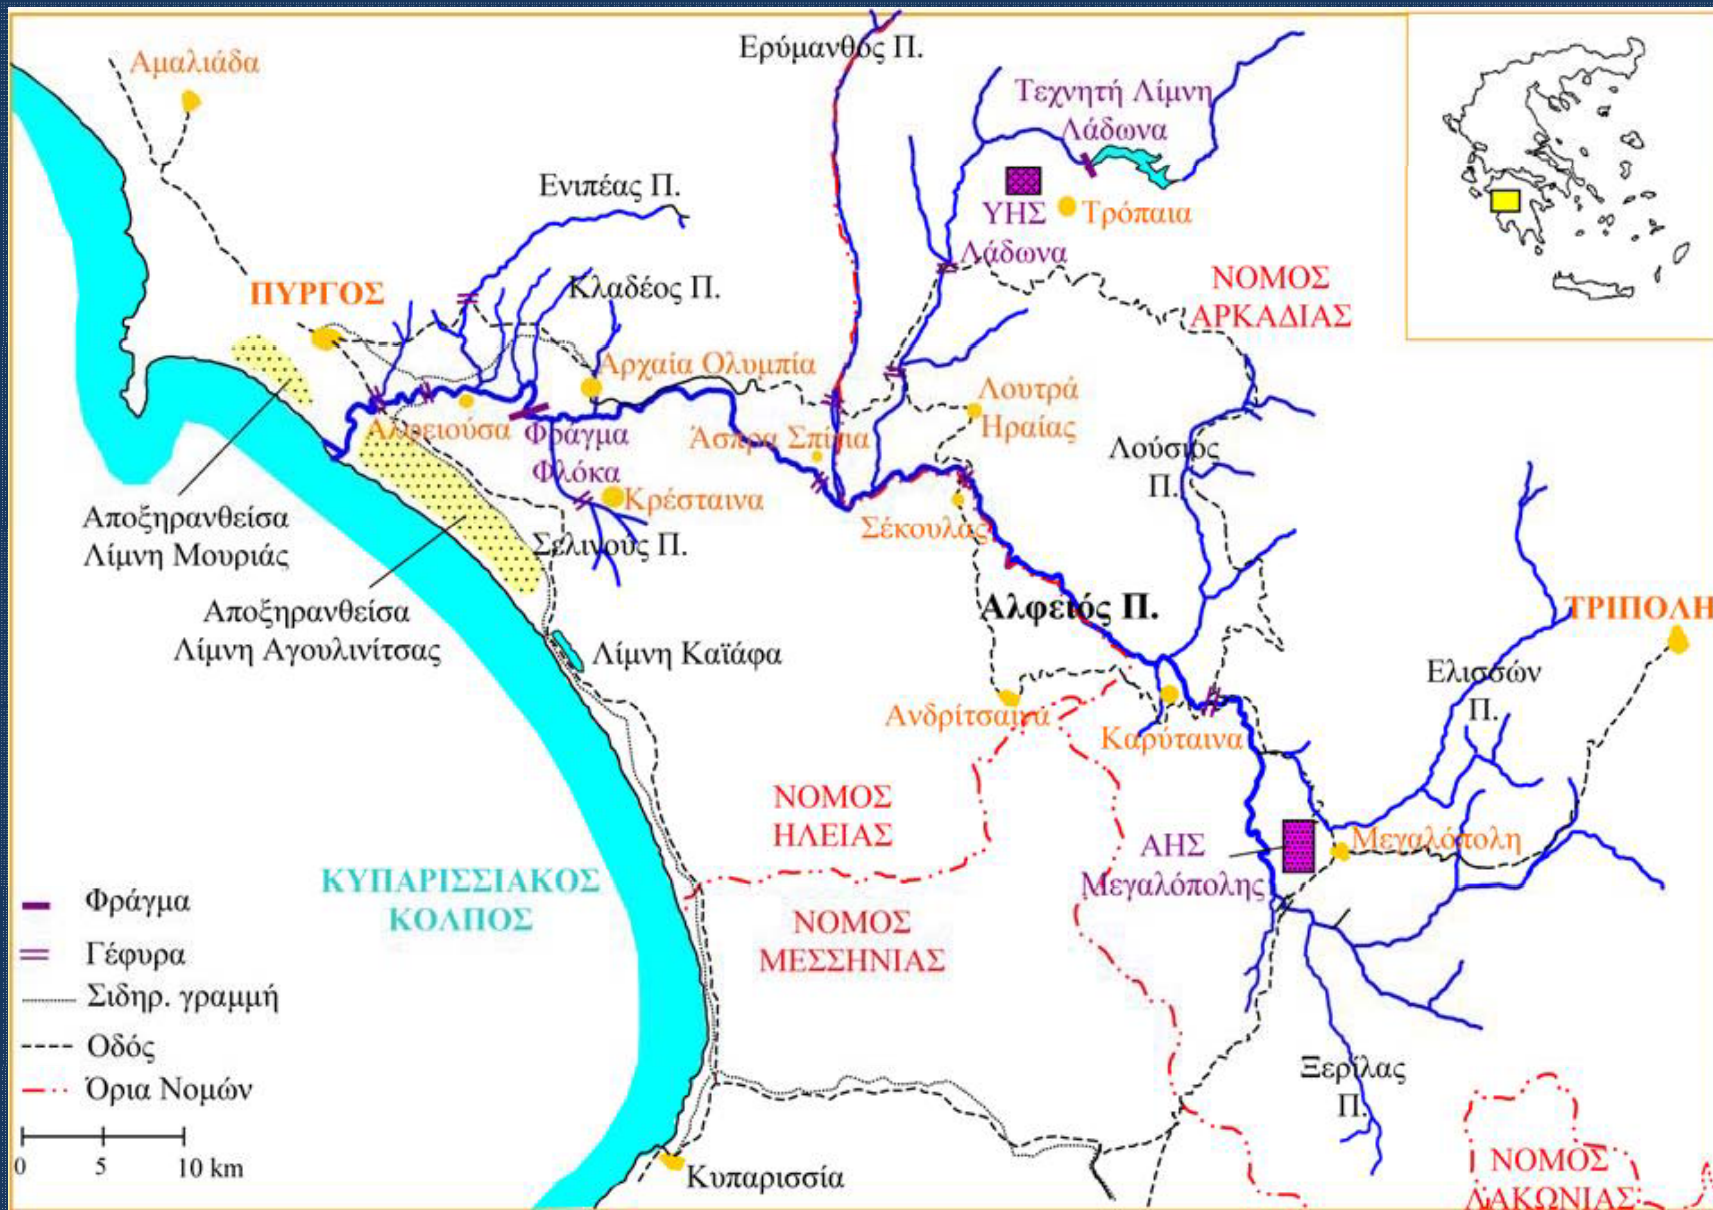 Αμαλιάδα
Ερύμανθος Π.
Τεχνητή Λίμνη
Λάδωνα
Ενιπέας Π.
ΥΗΣ
Λάδωνα
Τρόπαια
ΠΥΡΓΟΣ
Κλαδέος Π.
ΝΟΜΟΣ
ΑΡΚΑΔΙΑΣ
Αρχαία Ολυμπία
Λουτρά
Ηραίας
Αλφειούσα
Φράγμα
Φλόκα
Άσπρα Σπίτια
Λούσιος
Π.
Κρέσταινα
Σέκουλας
Αποξηρανθείσα
Λίμνη Μουριάς
Σελινούς Π.
Αποξηρανθείσα
Λίμνη Αγουλινίτσας
Αλφειός Π.
ΤΡΙΠΟΛΗ
Λίμνη Καϊάφα
Ελισσών
Π.
Ανδρίτσαινα
Καρύταινα
ΝΟΜΟΣ
ΗΛΕΙΑΣ
ΑΗΣ
Μεγαλόπολης
Μεγαλόπολη
ΚΥΠΑΡΙΣΣΙΑΚΟΣ
ΚΟΛΠΟΣ
ΝΟΜΟΣ
ΜΕΣΣΗΝΙΑΣ
Φράγμα
Γέφυρα
Σιδηρ. γραμμή
Οδός
Όρια Νομών
0 5 10 km
Ξερίλας
Π.
Κυπαρισσία
ΝΟΜΟΣ
ΛΑΚΩΝΙΑΣ